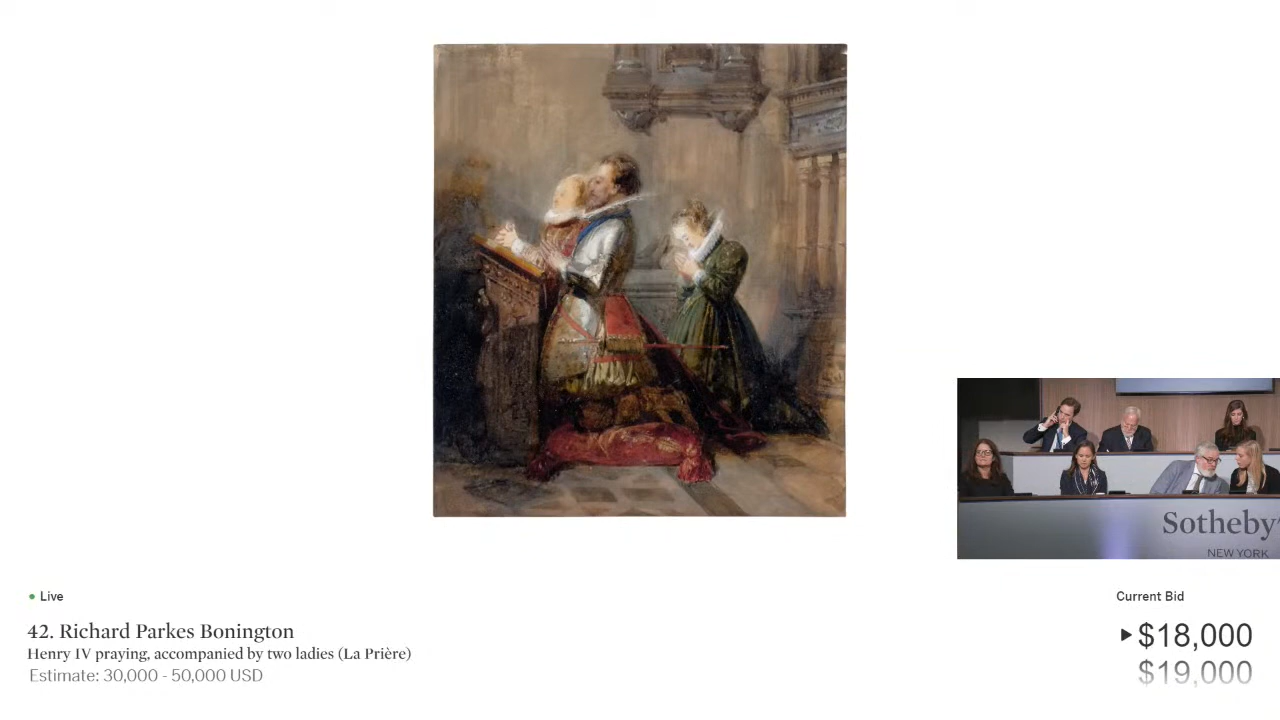 Sotheby's
NEW YORK
Live
Current Bid
42. Richard Parkes Bonington
Henry IV praying, accompanied by two ladies (La Prière)
Estimate: 30,000 - 50,000 USD
$18,000
$19,000